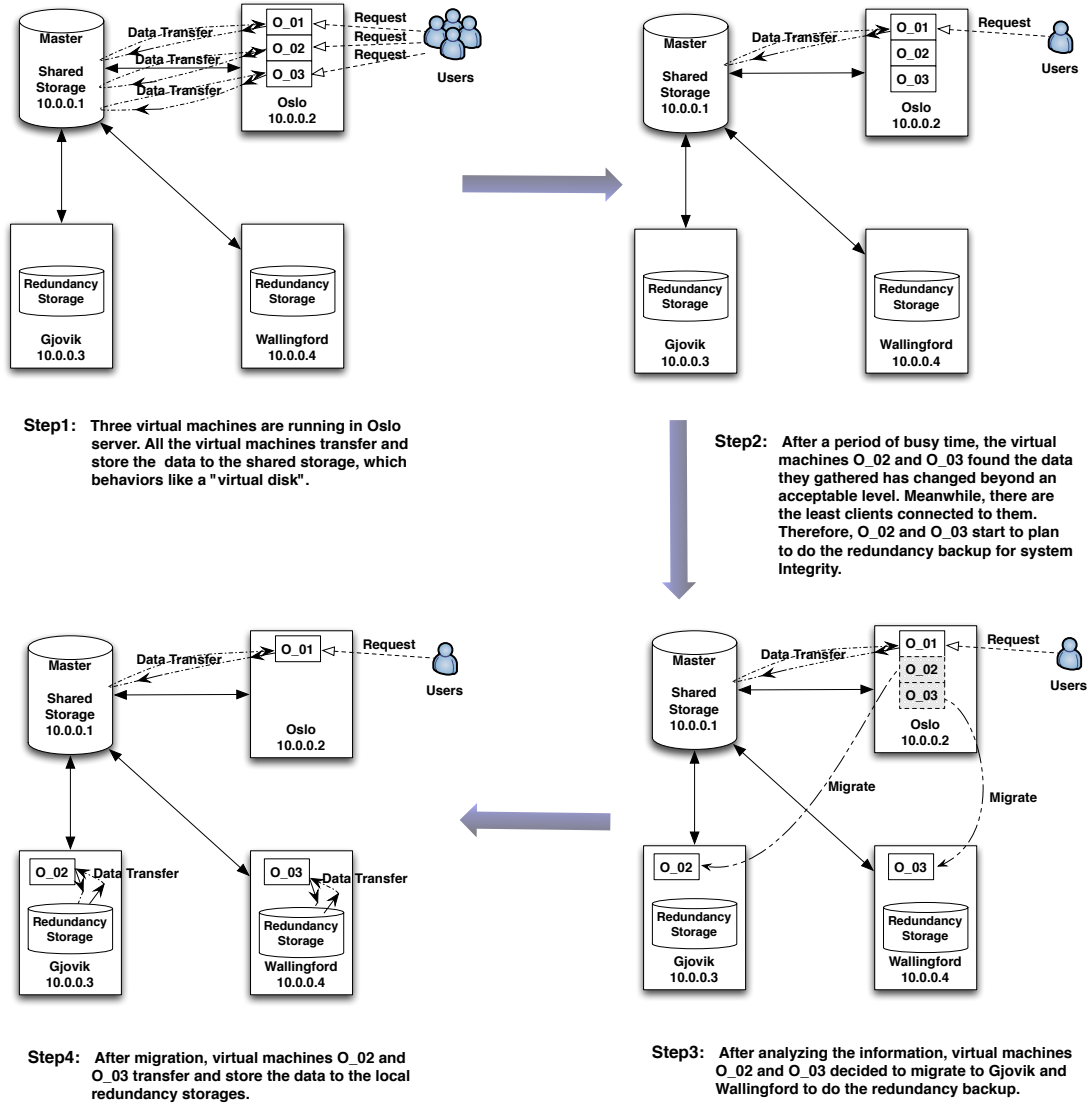 Master
Shared
Storage
10.0.0.1
Data Transfer
Data Transfer
Data Transfer
O_01
O_02
O_03
Oslo
10.0.0.2
Request
Request
Request
Users
Redundancy
Storage
Gjovik
10.0.0.3
Redundancy
Storage
Wallingford
10.0.0.4
Step1: Three virtual machines are running in Oslo
server. All the virtual machines transfer and
store the data to the shared storage, which
behaviors like a "virtual disk".
Master
Shared
Storage
10.0.0.1
Data Transfer
O_01
O_02
O_03
Oslo
10.0.0.2
Request
Users
Redundancy
Storage
Gjovik
10.0.0.3
Redundancy
Storage
Wallingford
10.0.0.4
Step2: After a period of busy time, the virtual
machines O_02 and O_03 found the data
they gathered has changed beyond an
acceptable level. Meanwhile, there are
the least clients connected to them.
Therefore, O_02 and O_03 start to plan
to do the redundancy backup for system
Integrity.
Master
Shared
Storage
10.0.0.1
Data Transfer
O_01
O_02
O_03
Oslo
10.0.0.2
Request
Users
Migrate
Migrate
O_02
Redundancy
Storage
Gjovik
10.0.0.3
O_03
Redundancy
Storage
Wallingford
10.0.0.4
Step3: After analyzing the information, virtual machines
O_02 and O_03 decided to migrate to Gjovik and
Wallingford to do the redundancy backup.
Master
Shared
Storage
10.0.0.1
Data Transfer
O_01
Oslo
10.0.0.2
Request
Users
O_02
Data Transfer
Redundancy
Storage
Gjovik
10.0.0.3
O_03
Data Transfer
Redundancy
Storage
Wallingford
10.0.0.4
Step4: After migration, virtual machines O_02 and
O_03 transfer and store the data to the local
redundancy storages.